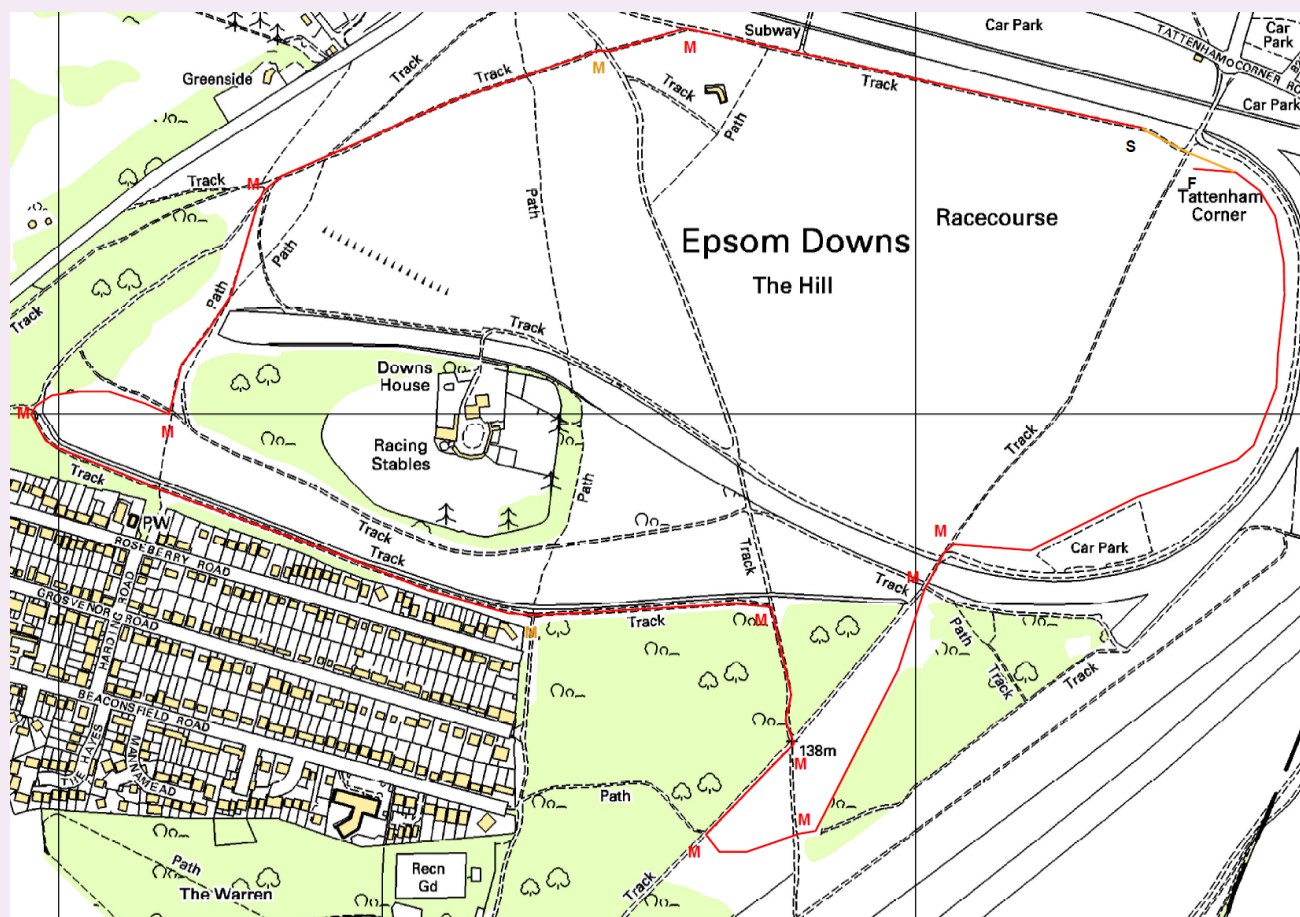 Subway
Car Park
TATTENHAM CORNER RO
Car
Park
Car Park
Track
Track
M
M
Track
Track
Greenside
Path
S
F
Tattenham
Corner
Track
M
Path
Racecourse
Epsom Downs
The Hill
Path
Path
Track
Track
Downs
House
M
M
Racing
Stables
Track
Path
Track
PW
Track
Track
M
Car Park
ROSEBERRY ROAD
Track
Track
M
GROSVENOR ROAD
HARDING ROAD
M
Track
M
Path
Track
Track
BEACONSFIELD ROAD
THE HAYES
MANNAMEAD
138m
M
Path
M
M
Path
The Warren
Recn
Gd
Track